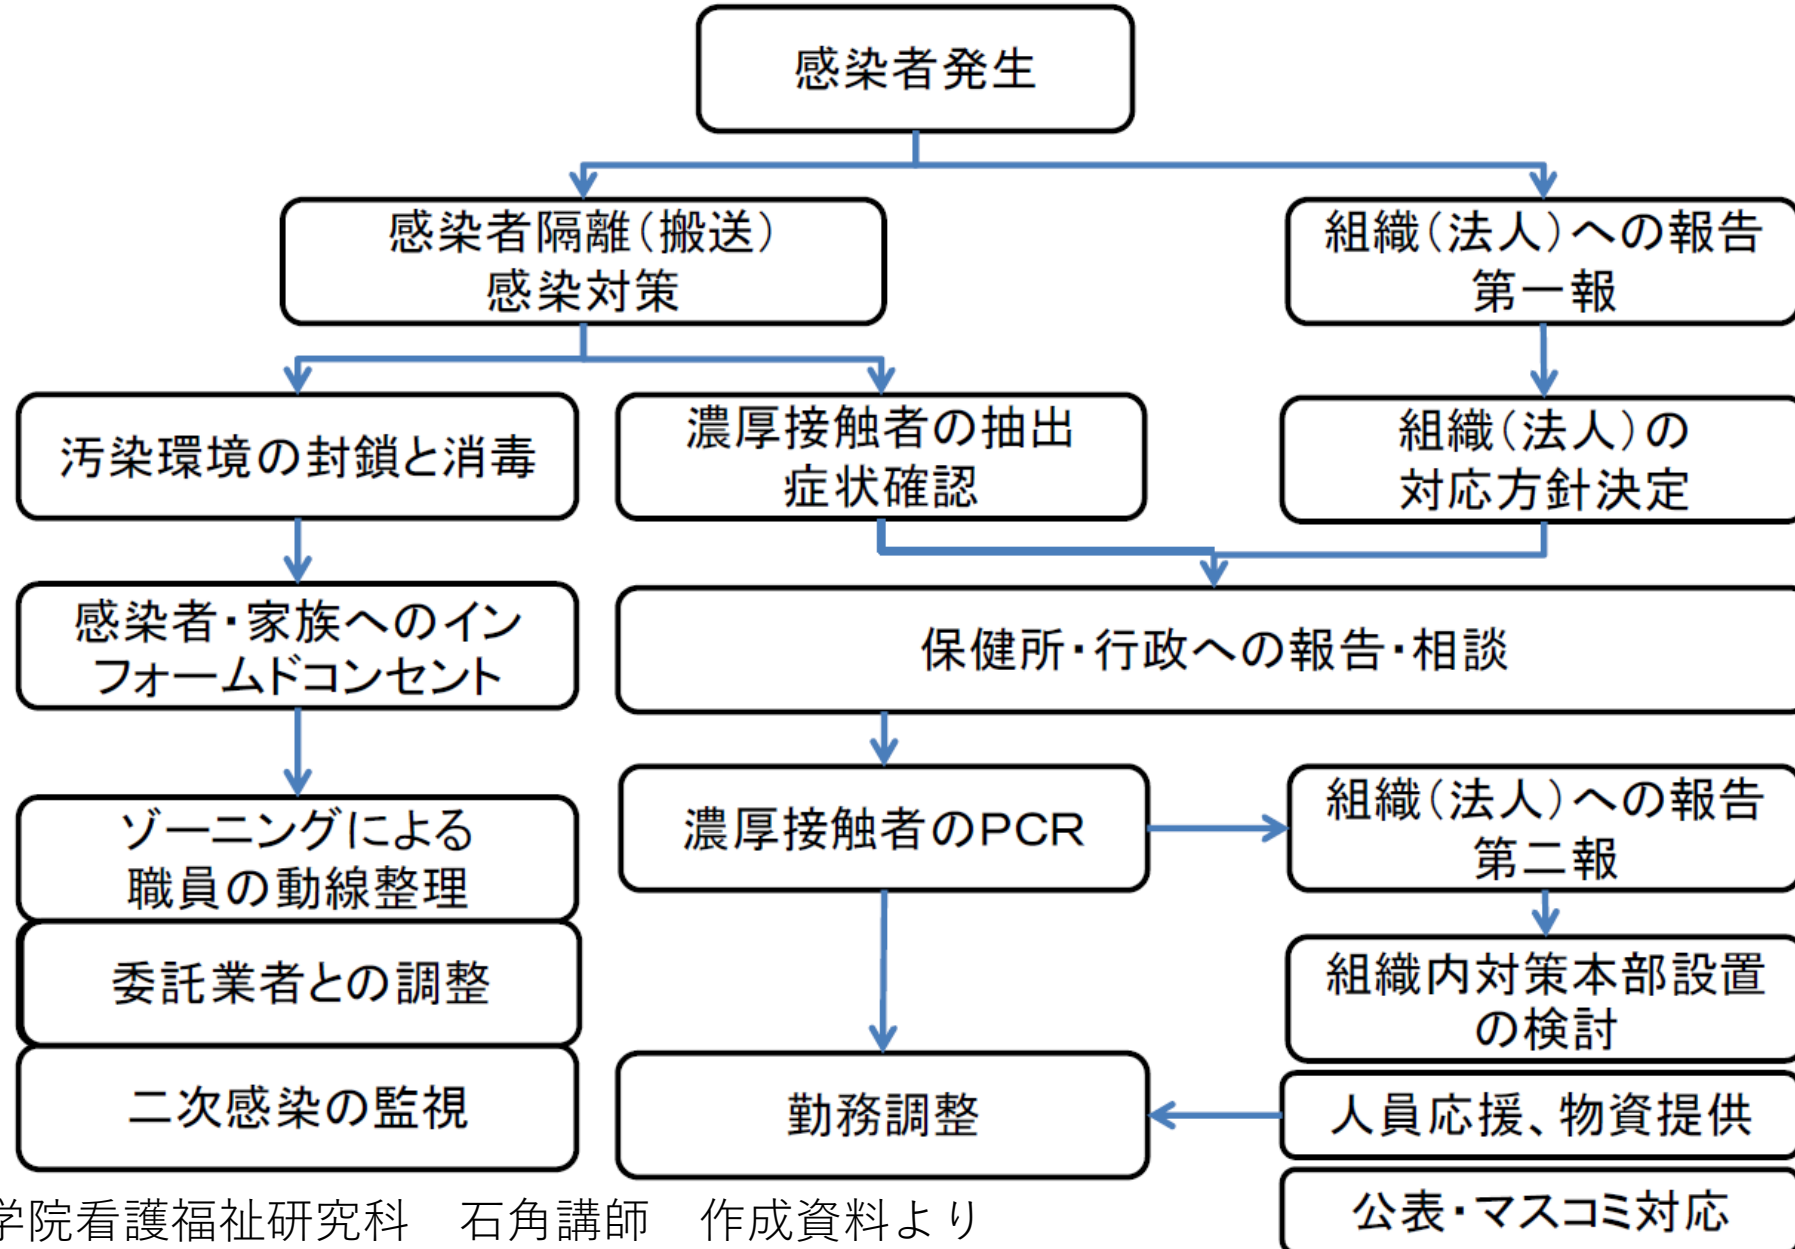 感染者発生
感染者隔離(搬送)
感染対策
組織(法人)への報告
第一報
汚染環境の封鎖と消毒
濃厚接触者の抽出
症状確認
組織(法人)の
対応方針決定
感染者・家族へのイン
フォームドコンセント
保健所・行政への報告・相談
ゾーニングによる
職員の動線整理
濃厚接触者のPCR
組織(法人)への報告
第二報
委託業者との調整
組織内対策本部設置
の検討
二次感染の監視
勤務調整
人員応援、物資提供
公表・マスコミ対応
学院看護福祉研究科 石角講師 作成資料より